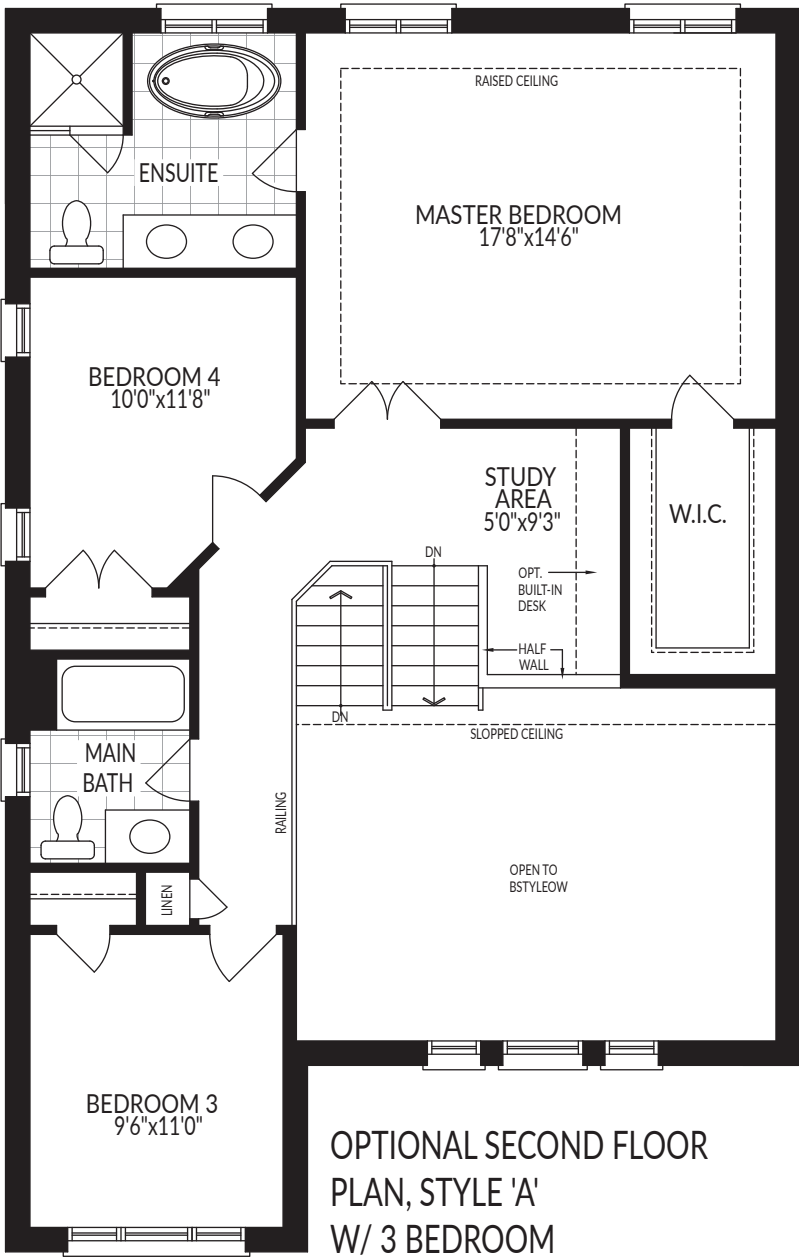 RAISED CEILING
ENSUITE
MASTER BEDROOM
17'8"x14'6"
BEDROOM 4
10'0"x11'8"
STUDY
AREA
5'0"x9'3"
W.I.C.
DN
OPT.
BUILT-IN
DESK
HALF
WALL
DN
SLOPPED CEILING
MAIN
BATH
RAILING
OPEN TO
BSTYLEOW
LINEN
BEDROOM 3
9'6"x11'0"
OPTIONAL SECOND FLOOR
PLAN, STYLE 'A'
W/ 3 BEDROOM